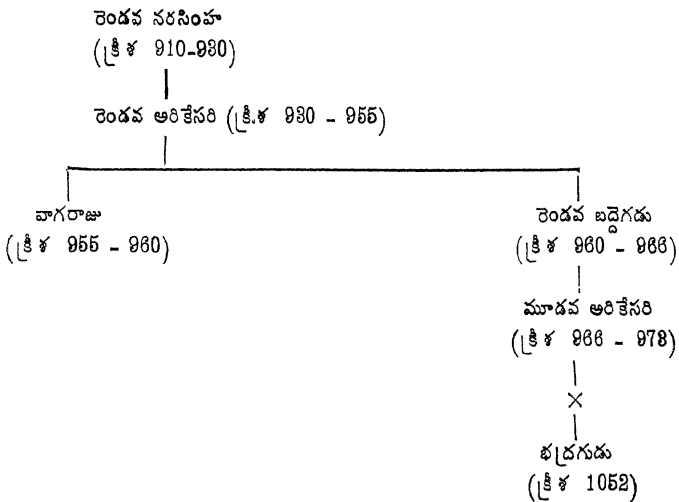 రెండవ నరసింహ
(క్రీ శ 910-930)
రెండవ అరికేసరి (క్రీ.శ 930 - 955)
వాగరాజు
(క్రీ శ 955 - 960)
రెండవ బద్దెగడు
(క్రీ శ 960 - 966)
మూడవ అరికేసరి
(క్రీ శ 966 - 973)
×
భద్రగుడు
(క్రీ శ 1052)